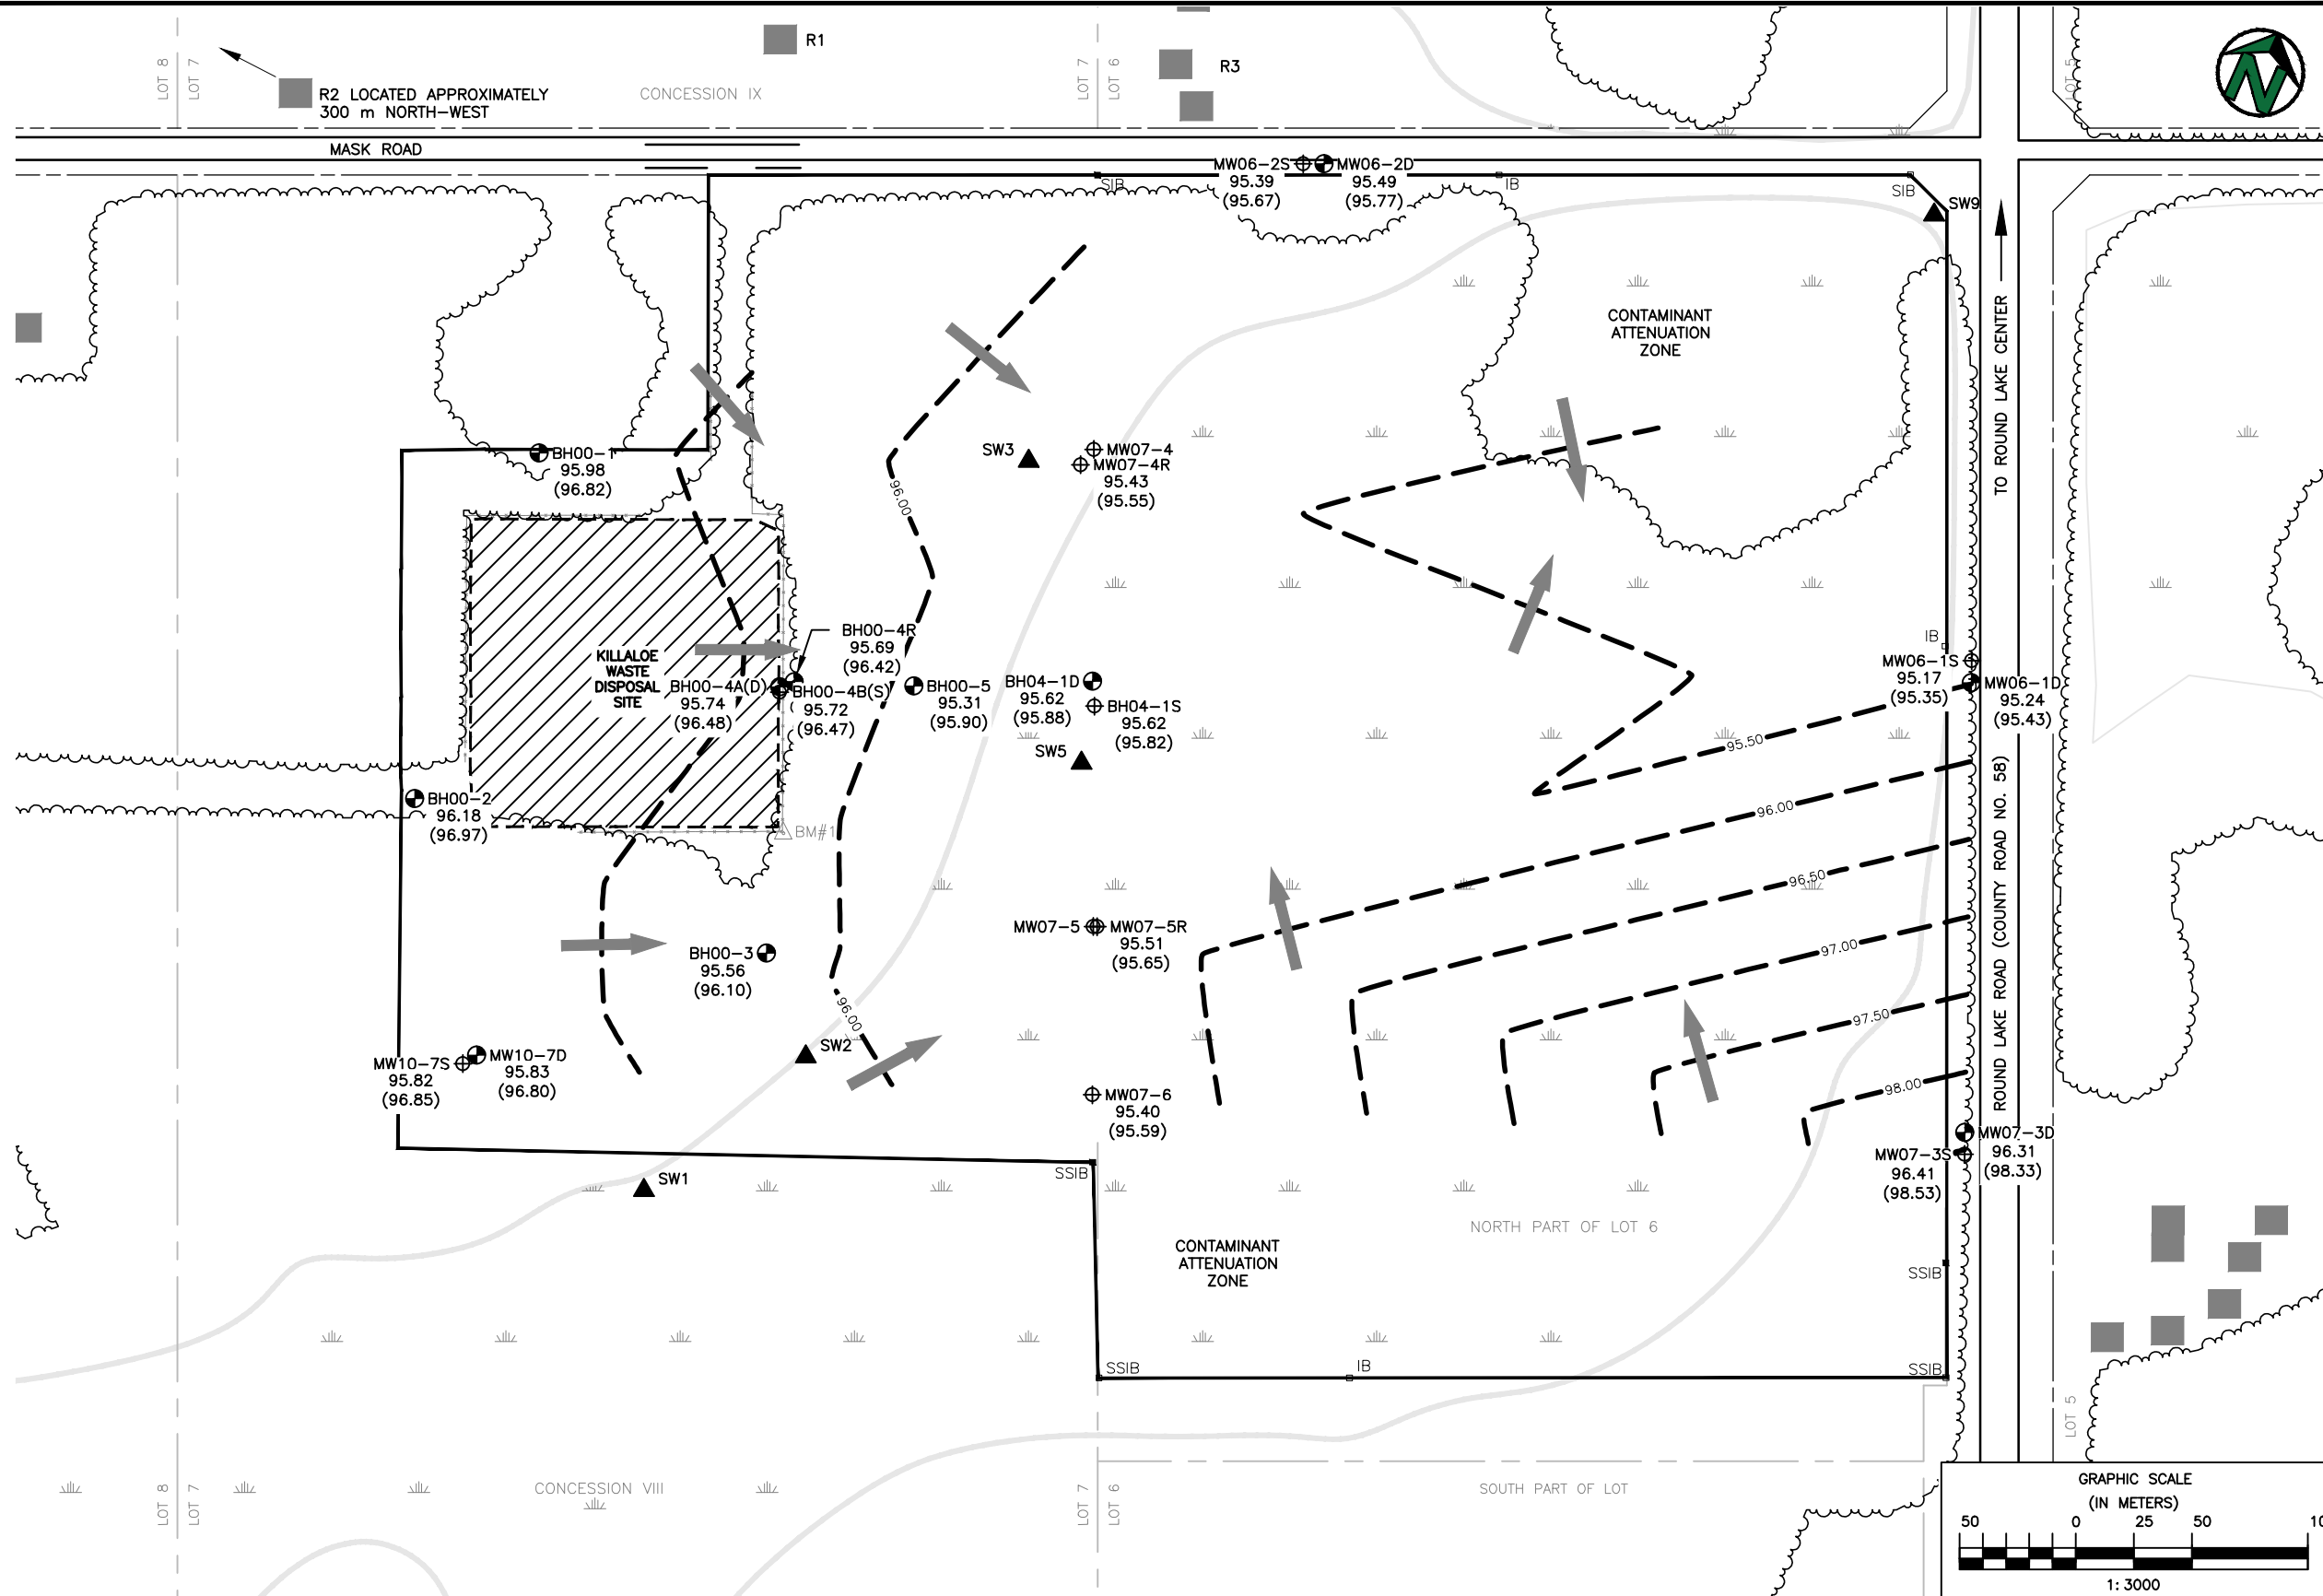 R1
R3
LOT 8
LOT 7
R2 LOCATED APPROXIMATELY
300 m NORTH-WEST
CONCESSION IX
LOT 7
LOT 6
LOT 5
N
MASK ROAD
MW06-2S
95.39
(95.67)
MW06-2D
95.49
(95.77)
SIB
IB
SIB
SW9
TO ROUND LAKE CENTER
CONTAMINANT
ATTENUATION
ZONE
BH00-1
95.98
(96.82)
SW3
MW07-4
MW07-4R
95.43
(95.55)
96.00
KILLALOE
WASTE
DISPOSAL
SITE
BH00-4R
95.69
(96.42)
BH00-4A(D)
95.74
(96.48)
BH00-4B(S)
95.72
(96.47)
BH00-5
95.31
(95.90)
BH04-1D
95.62
(95.88)
BH04-1S
95.62
(95.82)
SW5
IB
MW06-1S
95.17
(95.35)
MW06-1D
95.24
(95.43)
95.50
96.00
96.50
97.00
97.50
98.00
ROUND LAKE ROAD (COUNTY ROAD NO. 58)
BH00-2
96.18
(96.97)
BM#1
BH00-3
95.56
(96.10)
MW07-5
MW07-5R
95.51
(95.65)
96.00
SW2
MW10-7S
95.82
(96.85)
MW10-7D
95.83
(96.80)
MW07-6
95.40
(95.59)
MW07-3D
96.31
(98.33)
MW07-3S
96.41
(98.53)
SSIB
SW1
NORTH PART OF LOT 6
CONTAMINANT
ATTENUATION
ZONE
SSIB
SSIB
IB
SSIB
LOT 5
LOT 8
LOT 7
CONCESSION VIII
LOT 7
LOT 6
SOUTH PART OF LOT
GRAPHIC SCALE
(IN METERS)
50 0 25 50 10
1:3000